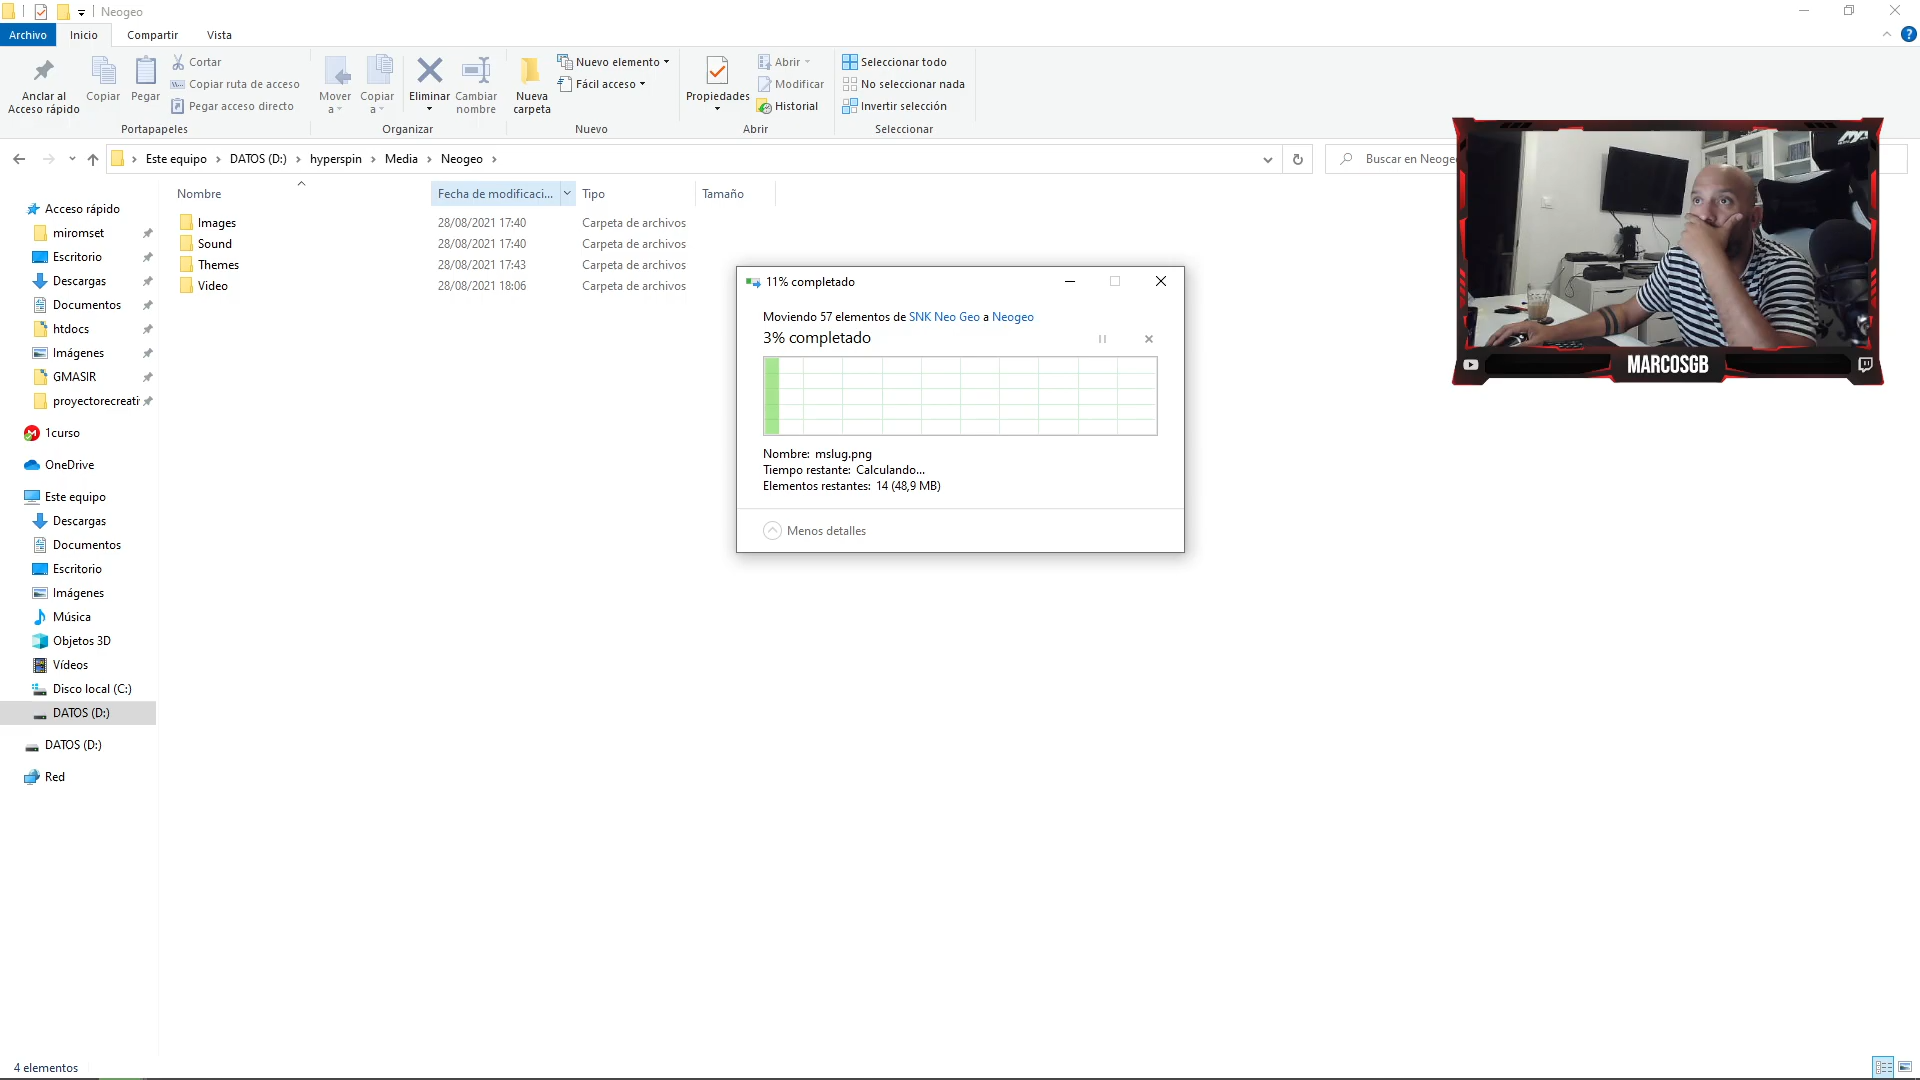 Neogeo
Archivo
Inicio
Compartir
Vista
Anclar al
Acceso rápido
Copiar
Pegar
Cortar
Copiar ruta de acceso
Pegar acceso directo
Portapapeles
Mover
a
Copiar
a
Eliminar
Cambiar
nombre
Organizar
Nueva
carpeta
Nuevo elemento
Fácil acceso
Nuevo
Propiedades
Abrir
Modificar
Historial
Abrir
Seleccionar todo
No seleccionar nada
Invertir selección
Seleccionar
Este equipo > DATOS (D:) > hyperspin > Media > Neogeo >
Buscar en Neoge
Nombre
Fecha de modificaci...
Tipo
Tamaño
Images 28/08/2021 17:40 Carpeta de archivos
Sound 28/08/2021 17:40 Carpeta de archivos
Themes 28/08/2021 17:43 Carpeta de archivos
Video 28/08/2021 18:06 Carpeta de archivos
Acceso rápido
miromset
Escritorio
Descargas
Documentos
htdocs
Imágenes
GMASIR
proyectorecreati
1curso
OneDrive
Este equipo
Descargas
Documentos
Escritorio
Imágenes
Música
Objetos 3D
Vídeos
Disco local (C:)
DATOS (D:)
DATOS (D:)
Red
11% completado
Moviendo 57 elementos de SNK Neo Geo a Neogeo
3% completado
Nombre: mslug.png
Tiempo restante: Calculando...
Elementos restantes: 14 (48,9 MB)
Menos detalles
MARCOSGB
4 elementos